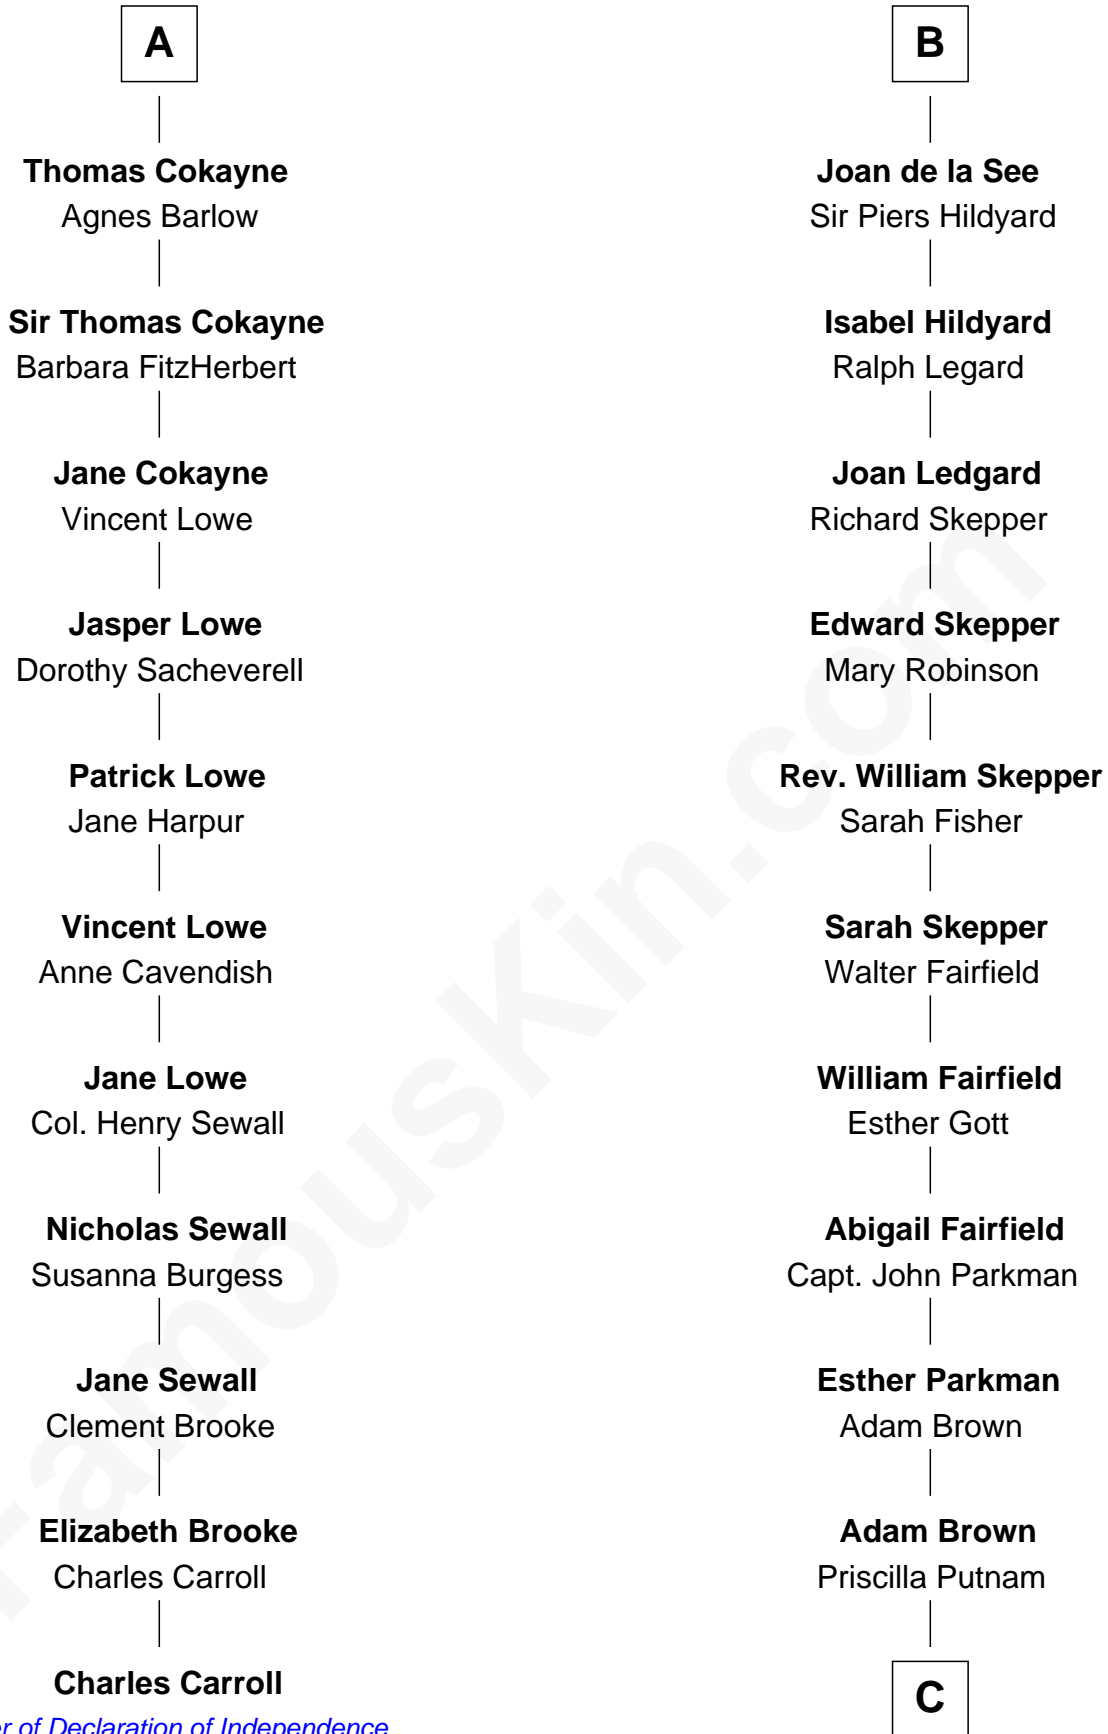 A
Thomas Cokayne
Agnes Barlow
Sir Thomas Cokayne
Barbara FitzHerbert
Jane Cokayne
Vincent Lowe
Jasper Lowe
Dorothy Sacheverell
Patrick Lowe
Jane Harpur
Vincent Lowe
Anne Cavendish
Jane Lowe
Col. Henry Sewall
Nicholas Sewall
Susanna Burgess
Jane Sewall
Clement Brooke
Elizabeth Brooke
Charles Carroll
Charles Carroll
of Declaration of Independence
B
Joan de la See
Sir Piers Hildyard
Isabel Hildyard
Ralph Legard
Joan Ledgard
Richard Skepper
Edward Skepper
Mary Robinson
Rev. William Skepper
Sarah Fisher
Sarah Skepper
Walter Fairfield
William Fairfield
Esther Gott
Abigail Fairfield
Capt. John Parkman
Esther Parkman
Adam Brown
Adam Brown
Priscilla Putnam
C
FamousKin.com